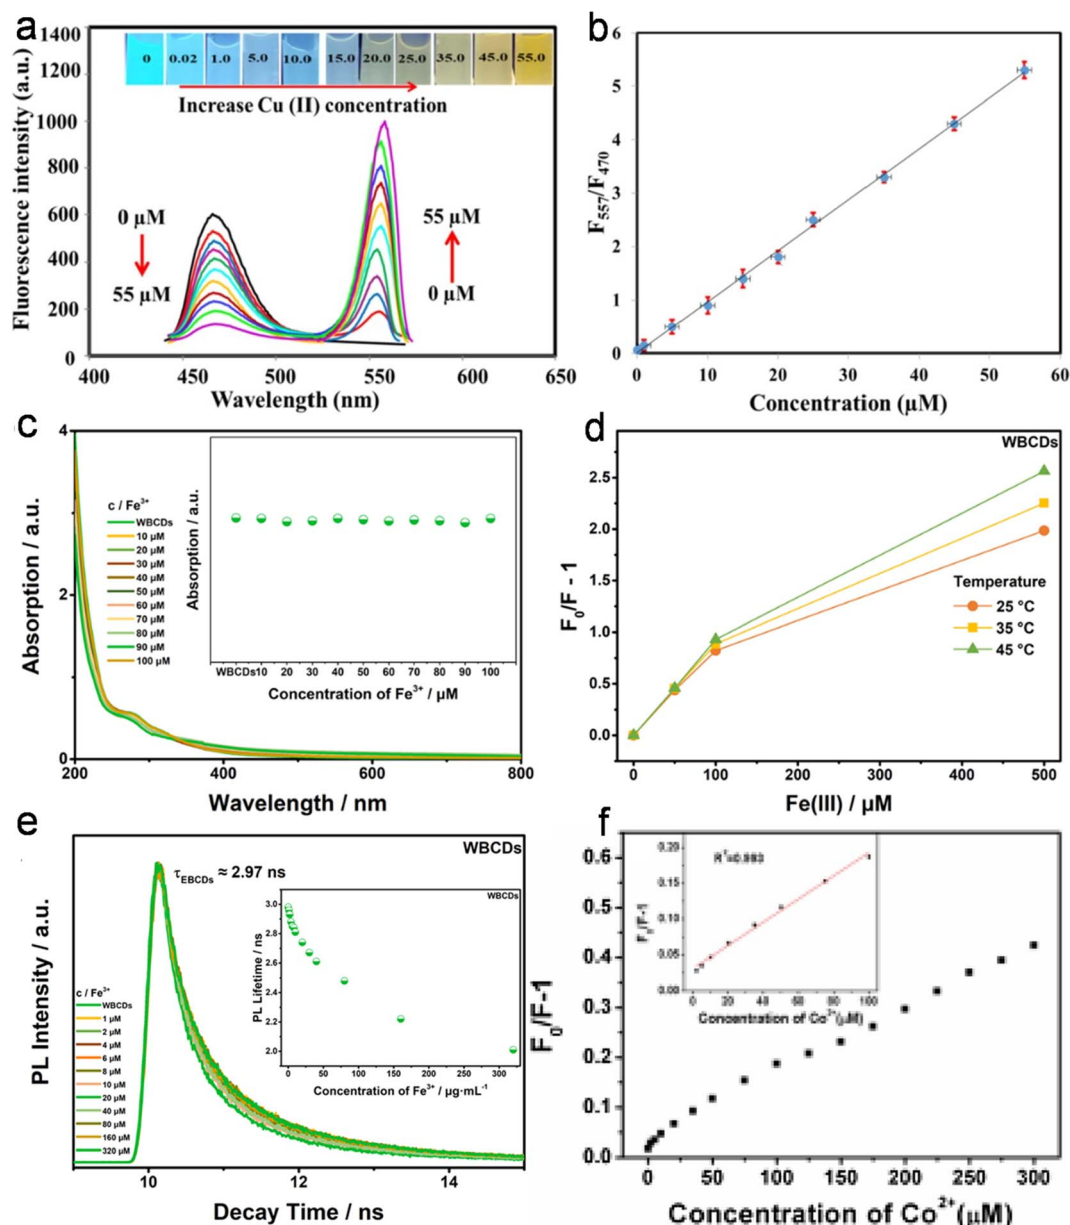 a
1400
1200
1000
800
600
400
200
0
Fluorescence intensity (a.u.)
0 0.02 1.0 5.0 10.0 15.0 20.0 25.0 35.0 45.0 55.0
Increase Cu (II) concentration
0 µM
55 µM
55 µM
0 µM
400 450 500 550 600 650
Wavelength (nm)
b
6
5
4
3
2
1
0
F557/F470
0 10 20 30 40 50 60
Concentration (µM)
c
4
2
0
Absorption / a.u.
c / Fe³⁺
WBCDs
10 µM
20 µM
30 µM
40 µM
50 µM
60 µM
70 µM
80 µM
90 µM
100 µM
Absorption / a.u.
WBCDs 10 20 30 40 50 60 70 80 90 100
Concentration of Fe³⁺ / µM
200 400 600 800
Wavelength / nm
d
WBCDs
2.5
2.0
1.5
1.0
0.5
0.0
F₀/F - 1
Temperature
25 °C
35 °C
45 °C
0 100 200 300 400 500
Fe(III) / µM
e
WBCDs
τEBCDs ≈ 2.97 ns
PL Intensity / a.u.
c / Fe³⁺
WBCDs
1 µM
2 µM
4 µM
6 µM
8 µM
10 µM
20 µM
40 µM
80 µM
160 µM
320 µM
WBCDs
3.0
2.8
2.6
2.4
2.2
2.0
PL Lifetime / ns
0 50 100 150 200 250 300
Concentration of Fe³⁺ / µg·mL⁻¹
10 12 14
Decay Time / ns
f
0.6
0.5
0.4
0.3
0.2
0.1
0.0
F₀/F-1
0.20
0.15
0.10
0.05
0.00
F₀/F-1
0 20 40 60 80 100
Concentration of Co²⁺(µM)
0 50 100 150 200 250 300
Concentration of Co²⁺(µM)